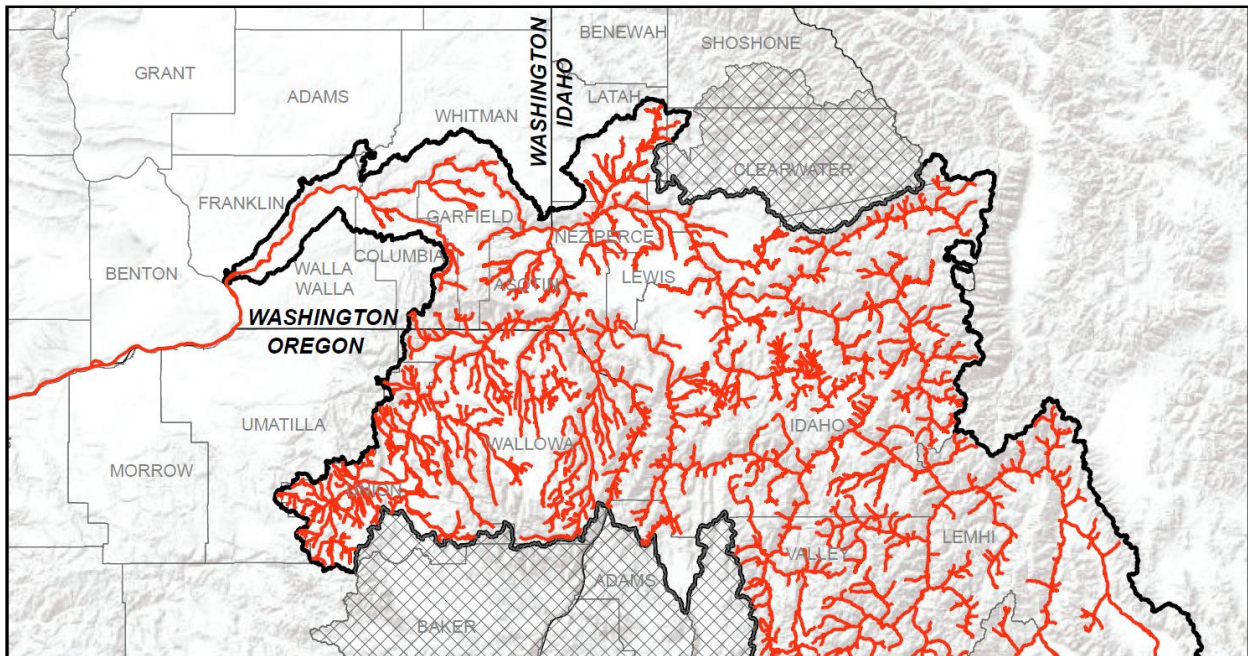 BENEWAH
SHOSHONE
GRANT
ADAMS
WASHINGTON
IDAHO
LATAH
WHITMAN
CLEARWATER
FRANKLIN
GARFIELD
NEZ PERCE
COLUMBIA
BENTON
WALLA
WALLA
ASOTIN
LEWIS
WASHINGTON
OREGON
UMATILLA
WALLOWA
IDAHO
MORROW
UNION
VALLEY
LEMHI
ADAMS
BAKER